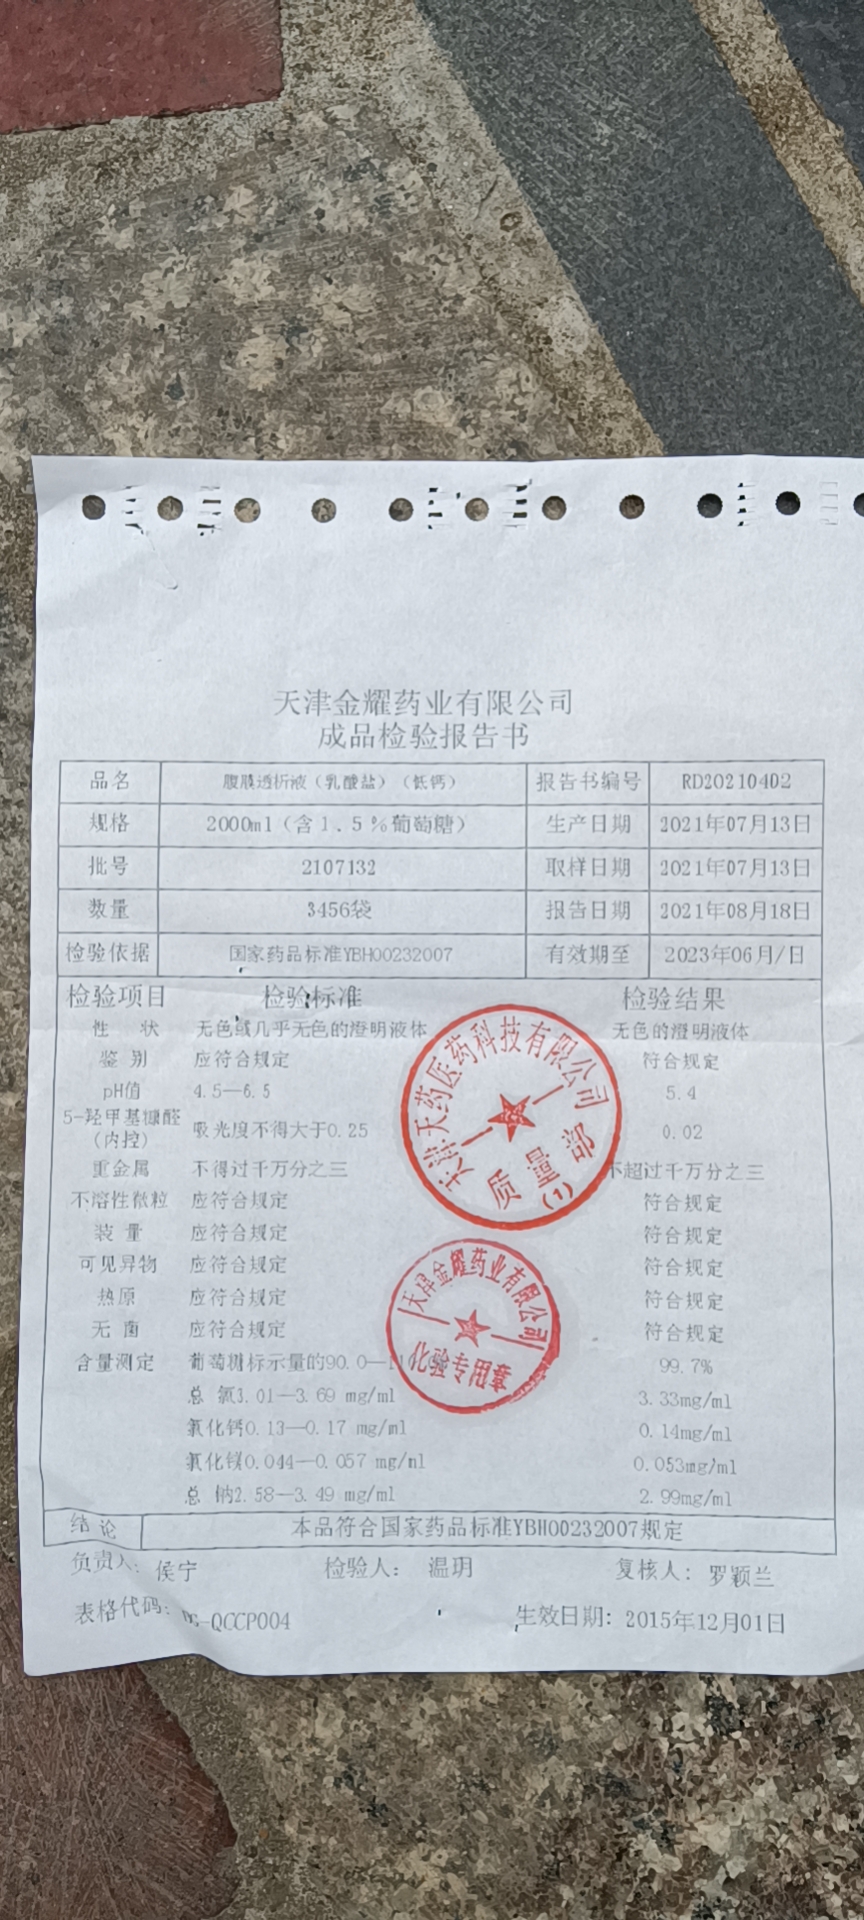 天津金耀药业有限公司
成品检验报告书
品名 腹膜透析液（乳酸盐）（低钙） 报告书编号 RD20210402
规格 2000ml（含1.5%葡萄糖） 生产日期 2021年07月13日
批号 2107132 取样日期 2021年07月13日
数量 3456袋 报告日期 2021年08月18日
检验依据 国家药品标准YBH00232007 有效期至 2023年06月/日
检验项目 检验标准 检验结果
性 状 无色或几乎无色的澄明液体 无色的澄明液体
鉴别 应符合规定 符合规定
pH值 4.5—6.5 5.4
5-羟甲基糠醛（内控） 吸光度不得大于0.25 0.02
重金属 不得过千万分之三 不超过千万分之三
不溶性微粒 应符合规定 符合规定
装量 应符合规定 符合规定
可见异物 应符合规定 符合规定
热原 应符合规定 符合规定
无菌 应符合规定 符合规定
含量测定 葡萄糖标示量的90.0— 99.7%
总 氯3.01—3.69 mg/ml 3.33mg/ml
氯化钙0.13—0.17 mg/ml 0.14mg/ml
氯化镁0.044—0.057 mg/ml 0.053mg/ml
总 钠2.58—3.49 mg/ml 2.99mg/ml
结论 本品符合国家药品标准YBH00232007规定
负责人：侯宁 检验人：温玥 复核人：罗颖兰
表格代码： -QCCP004 生效日期：2015年12月01日
天津天药医药科技有限公司
质量部
(1)
天津金耀药业有限公司
化验专用章